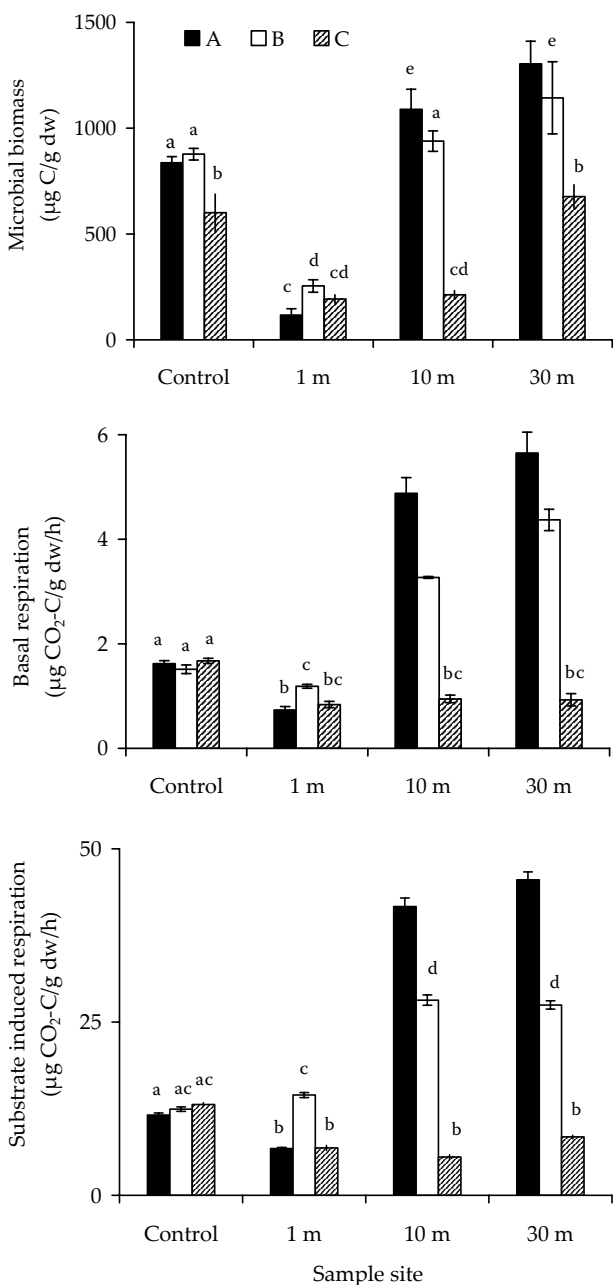 1500
A B C
e
e
Microbial biomass
(µg C/g dw)
1000
a a
a
b
b
500
c d cd
cd
0
Control 1 m 10 m 30 m
6
Basal respiration
(µg CO₂-C/g dw/h)
4
2
a a a
b c bc
bc
bc
0
Control 1 m 10 m 30 m
50
Substrate induced respiration
(µg CO₂-C/g dw/h)
d
d
25
a ac ac
c
b b
b
b
0
Control 1 m 10 m 30 m
Sample site